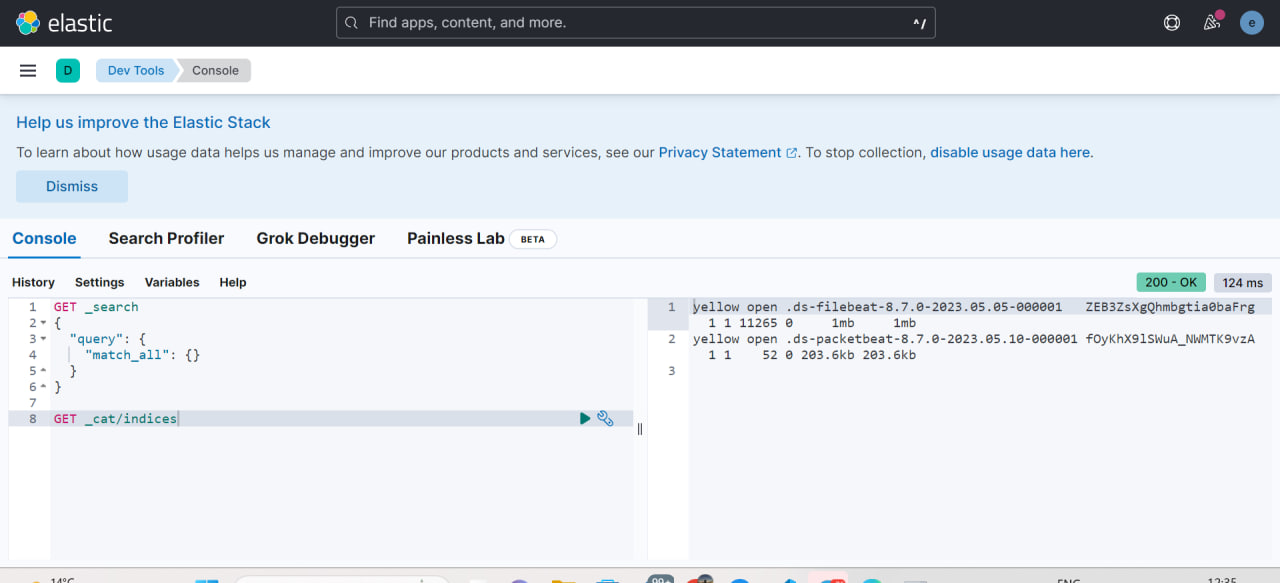 elastic
Find apps, content, and more.
^/
e
D
Dev Tools
Console
Help us improve the Elastic Stack
To learn about how usage data helps us manage and improve our products and services, see our Privacy Statement. To stop collection, disable usage data here.
Dismiss
Console
Search Profiler
Grok Debugger
Painless Lab
BETA
History
Settings
Variables
Help
200 - OK
124 ms
1 GET _search
2 {
3 "query": {
4 "match_all": {}
5 }
6 }
7
8 GET _cat/indices
1 yellow open .ds-filebeat-8.7.0-2023.05.05-000001 ZEB3ZsXgQhmbgtia0baFrg
1 1 11265 0 1mb 1mb
2 yellow open .ds-packetbeat-8.7.0-2023.05.10-000001 fOyKhX9lSWuA_NWMTK9vzA
1 1 52 0 203.6kb 203.6kb
3
14°C
99+
ENG
12:35